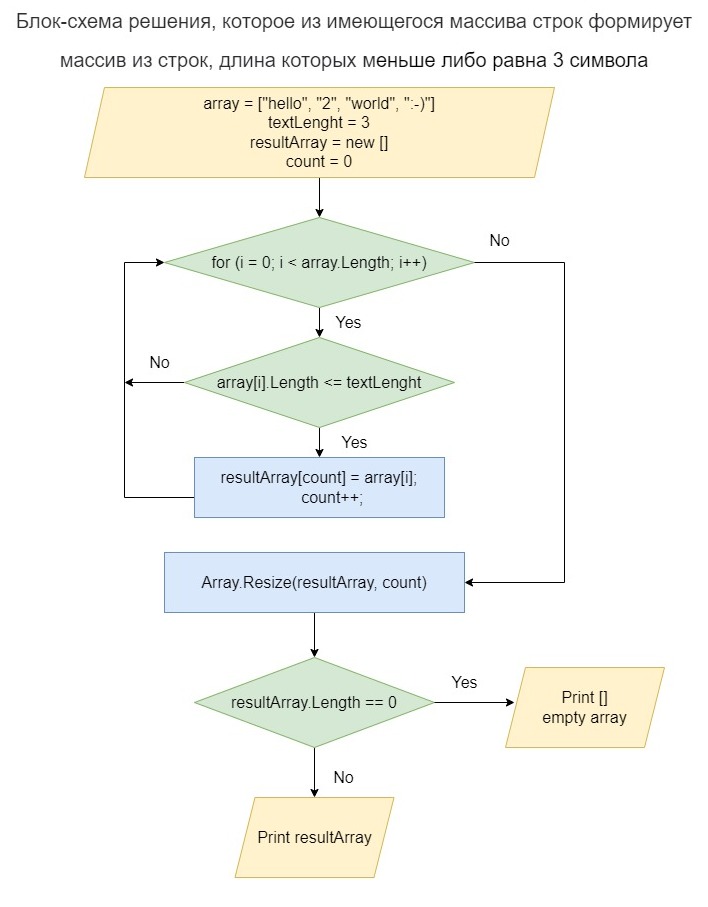 Блок-схема решения, которое из имеющегося массива строк формирует
массив из строк, длина которых меньше либо равна 3 символа
array = ["hello", "2", "world", ":-)"]
textLenght = 3
resultArray = new []
count = 0
for (i = 0; i < array.Length; i++)
No
Yes
No
array[i].Length <= textLenght
Yes
resultArray[count] = array[i];
count++;
Array.Resize(resultArray, count)
resultArray.Length == 0
Yes
Print []
empty array
No
Print resultArray